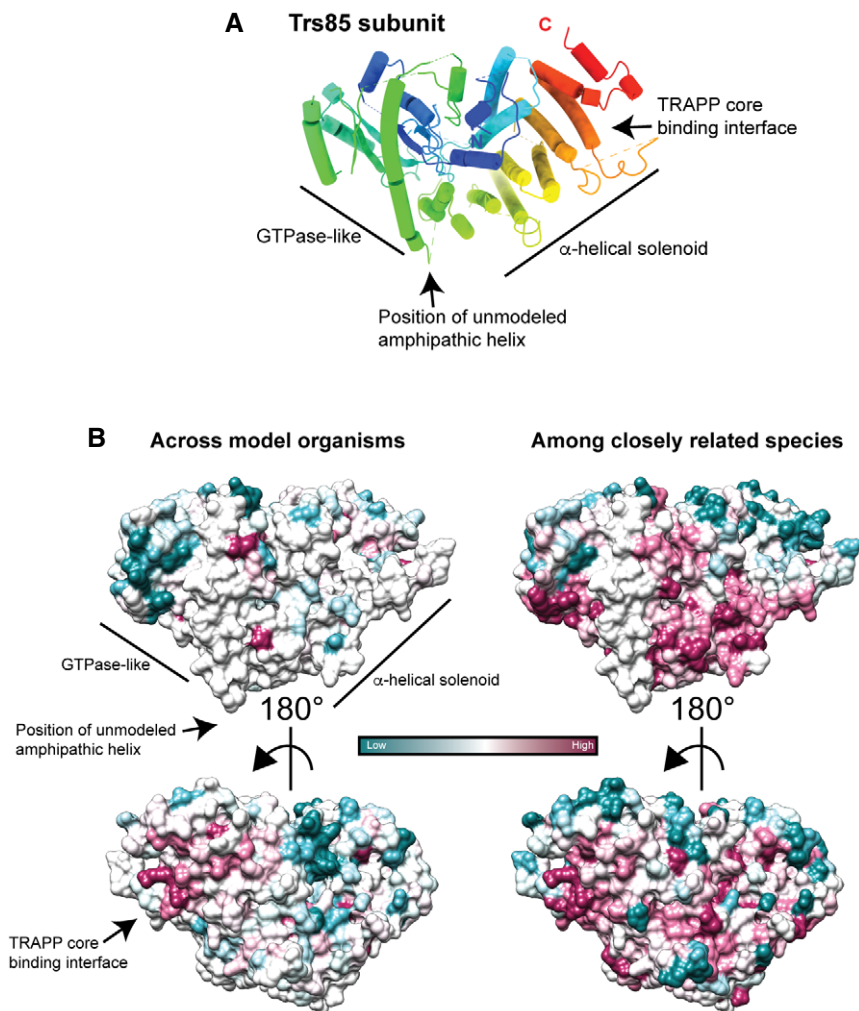 A
Trs85 subunit
C
TRAPP core
binding interface
GTPase-like
α-helical solenoid
Position of unmodeled
amphipathic helix
B
Across model organisms
Among closely related species
GTPase-like
α-helical solenoid
Position of unmodeled
amphipathic helix
180°
180°
Low
High
TRAPP core
binding interface